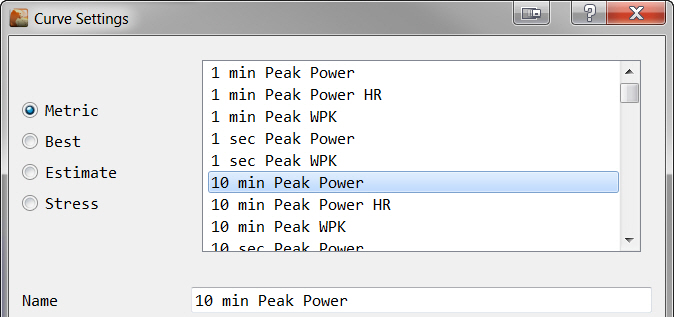 Curve Settings
1 min Peak Power
1 min Peak Power HR
1 min Peak WPK
1 sec Peak Power
1 sec Peak WPK
10 min Peak Power
10 min Peak Power HR
10 min Peak WPK
10 sec Peak Power
Metric
Best
Estimate
Stress
Name
10 min Peak Power